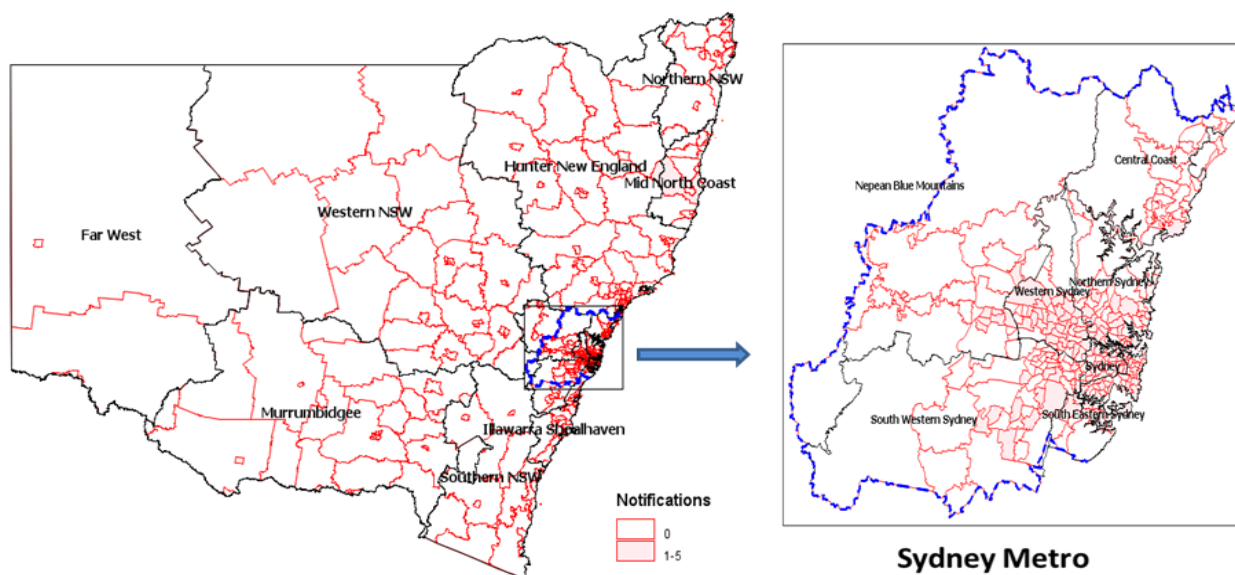 Northern NSW
Hunter New England
Mid North Coast
Western NSW
Far West
Murrumbidgee
Illawarra Shoalhaven
Southern NSW
Notifications
0
1-5
Central Coast
Nepean Blue Mountains
Northern Sydney
Western Sydney
Sydney
South Western Sydney
South Eastern Sydney
Sydney Metro